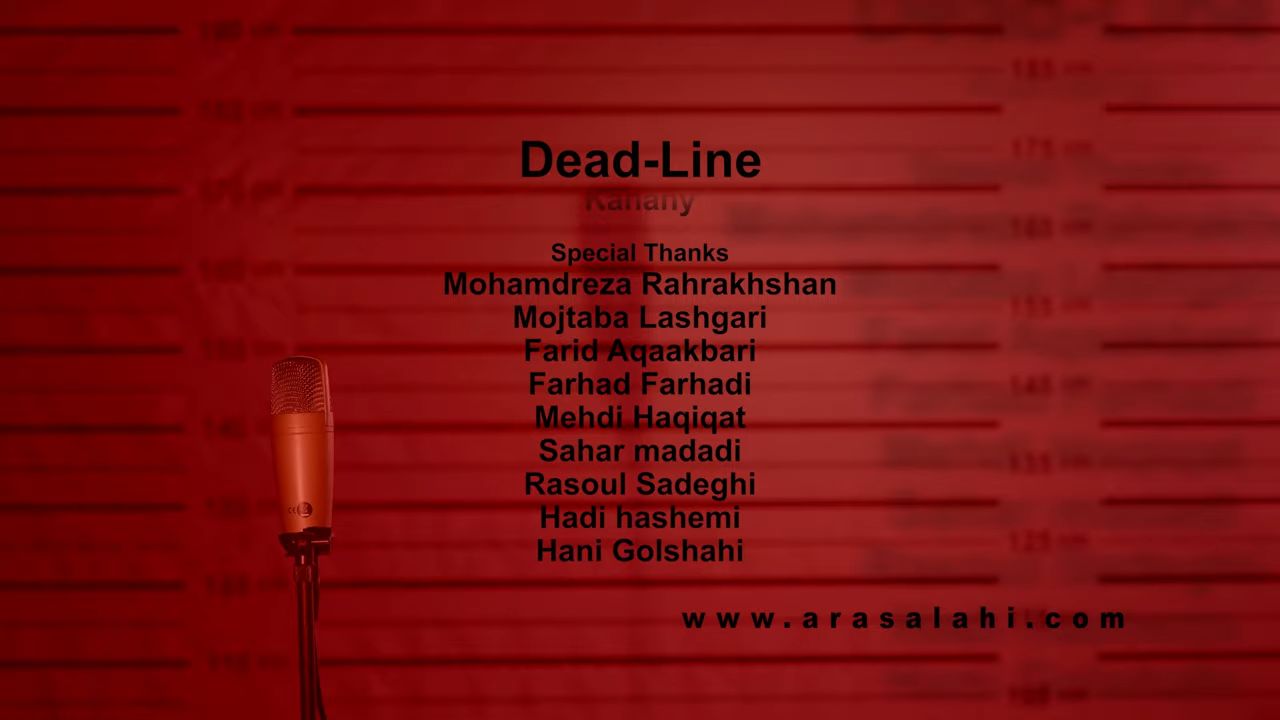 Dead-Line
Kahany
Special Thanks
Mohamdreza Rahrakhshan
Mojtaba Lashgari
Farid Aqaakbari
Farhad Farhadi
Mehdi Haqiqat
Sahar madadi
Rasoul Sadeghi
Hadi hashemi
Hani Golshahi
www.arasalahi.com